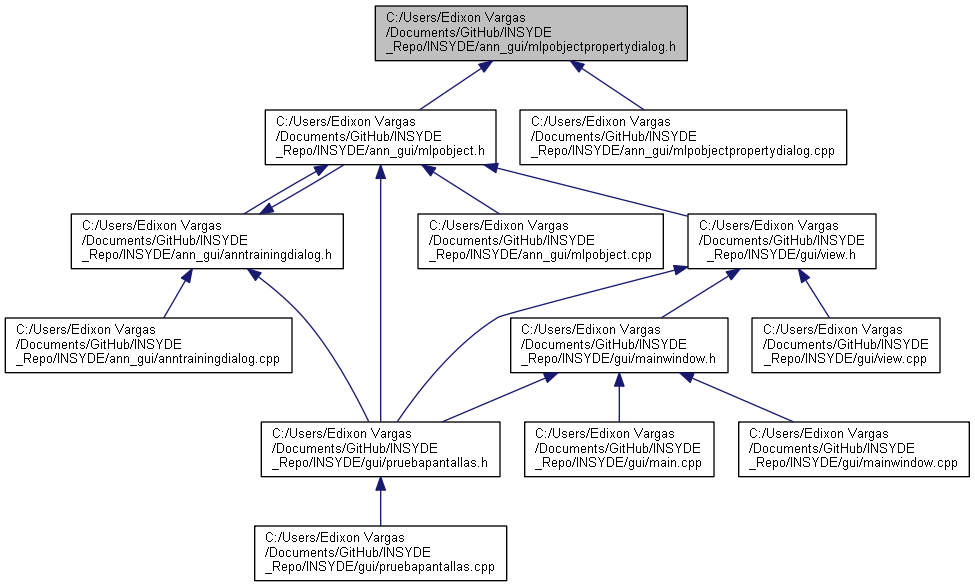 C:/Users/Edixon Vargas
/Documents/GitHub/INSYDE
_Repo/INSYDE/ann_gui/mlpobjectpropertydialog.h
C:/Users/Edixon Vargas
/Documents/GitHub/INSYDE
_Repo/INSYDE/ann_gui/mlpobject.h
C:/Users/Edixon Vargas
/Documents/GitHub/INSYDE
_Repo/INSYDE/ann_gui/mlpobjectpropertydialog.cpp
C:/Users/Edixon Vargas
/Documents/GitHub/INSYDE
_Repo/INSYDE/ann_gui/anntrainingdialog.h
C:/Users/Edixon Vargas
/Documents/GitHub/INSYDE
_Repo/INSYDE/ann_gui/mlpobject.cpp
C:/Users/Edixon Vargas
/Documents/GitHub/INSYDE
_Repo/INSYDE/gui/view.h
C:/Users/Edixon Vargas
/Documents/GitHub/INSYDE
_Repo/INSYDE/ann_gui/anntrainingdialog.cpp
C:/Users/Edixon Vargas
/Documents/GitHub/INSYDE
_Repo/INSYDE/gui/mainwindow.h
C:/Users/Edixon Vargas
/Documents/GitHub/INSYDE
_Repo/INSYDE/gui/view.cpp
C:/Users/Edixon Vargas
/Documents/GitHub/INSYDE
_Repo/INSYDE/gui/pruebapantallas.h
C:/Users/Edixon Vargas
/Documents/GitHub/INSYDE
_Repo/INSYDE/gui/main.cpp
C:/Users/Edixon Vargas
/Documents/GitHub/INSYDE
_Repo/INSYDE/gui/mainwindow.cpp
C:/Users/Edixon Vargas
/Documents/GitHub/INSYDE
_Repo/INSYDE/gui/pruebapantallas.cpp